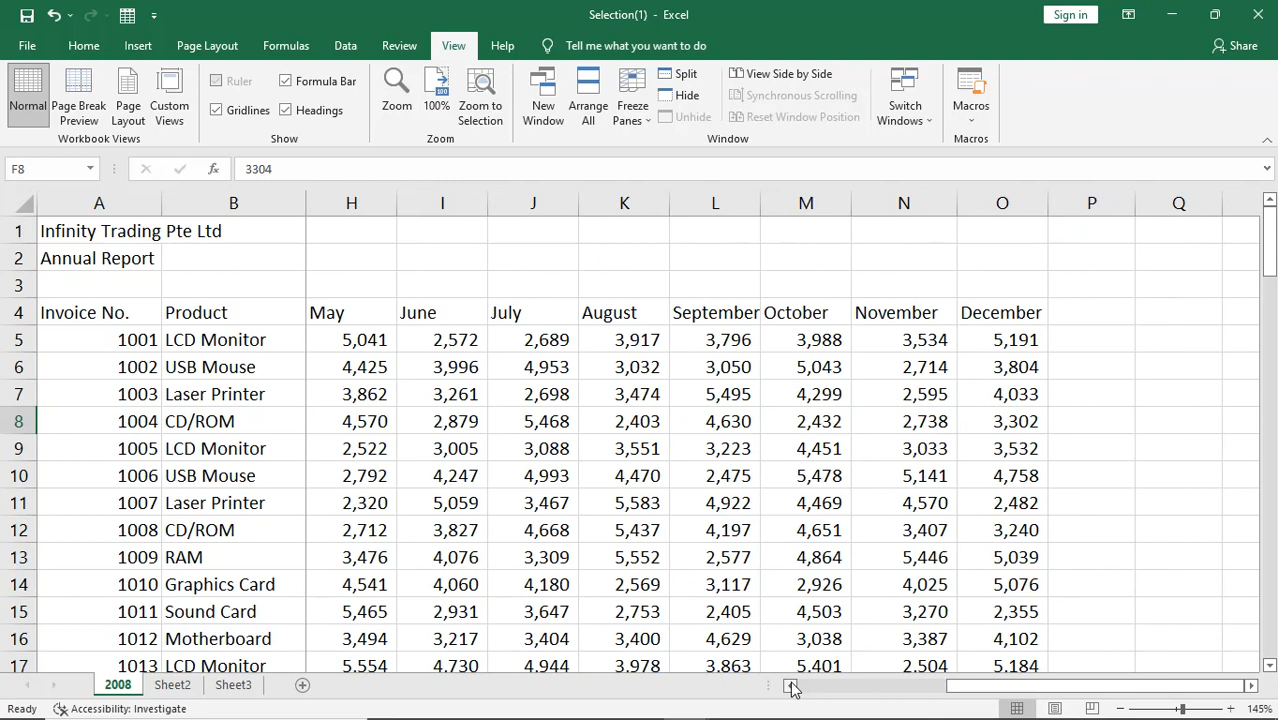 Selection(1) - Excel
Sign in
File Home Insert Page Layout Formulas Data Review View Help Tell me what you want to do Share
Normal Page Break Preview Page Layout Custom Views
Workbook Views
Ruler Formula Bar
Gridlines Headings
Show
Zoom 100% Zoom to Selection
Zoom
New Window Arrange All Freeze Panes
Split View Side by Side
Hide Synchronous Scrolling
Unhide Reset Window Position
Switch Windows
Window
Macros
Macros
F8 fx 3304
A B H I J K L M N O P Q
1 Infinity Trading Pte Ltd
2 Annual Report
3
4 Invoice No. Product May June July August September October November December
5 1001 LCD Monitor 5,041 2,572 2,689 3,917 3,796 3,988 3,534 5,191
6 1002 USB Mouse 4,425 3,996 4,953 3,032 3,050 5,043 2,714 3,804
7 1003 Laser Printer 3,862 3,261 2,698 3,474 5,495 4,299 2,595 4,033
8 1004 CD/ROM 4,570 2,879 5,468 2,403 4,630 2,432 2,738 3,302
9 1005 LCD Monitor 2,522 3,005 3,088 3,551 3,223 4,451 3,033 3,532
10 1006 USB Mouse 2,792 4,247 4,993 4,470 2,475 5,478 5,141 4,758
11 1007 Laser Printer 2,320 5,059 3,467 5,583 4,922 4,469 4,570 2,482
12 1008 CD/ROM 2,712 3,827 4,668 5,437 4,197 4,651 3,407 3,240
13 1009 RAM 3,476 4,076 3,309 5,552 2,577 4,864 5,446 5,039
14 1010 Graphics Card 4,541 4,060 4,180 2,569 3,117 2,926 4,025 5,076
15 1011 Sound Card 5,465 2,931 3,647 2,753 2,405 4,503 3,270 2,355
16 1012 Motherboard 3,494 3,217 3,404 3,400 4,629 3,038 3,387 4,102
17 1013 LCD Monitor 5,554 4,730 4,944 3,978 3,863 5,401 2,504 5,184
2008 Sheet2 Sheet3
Ready Accessibility: Investigate 145%